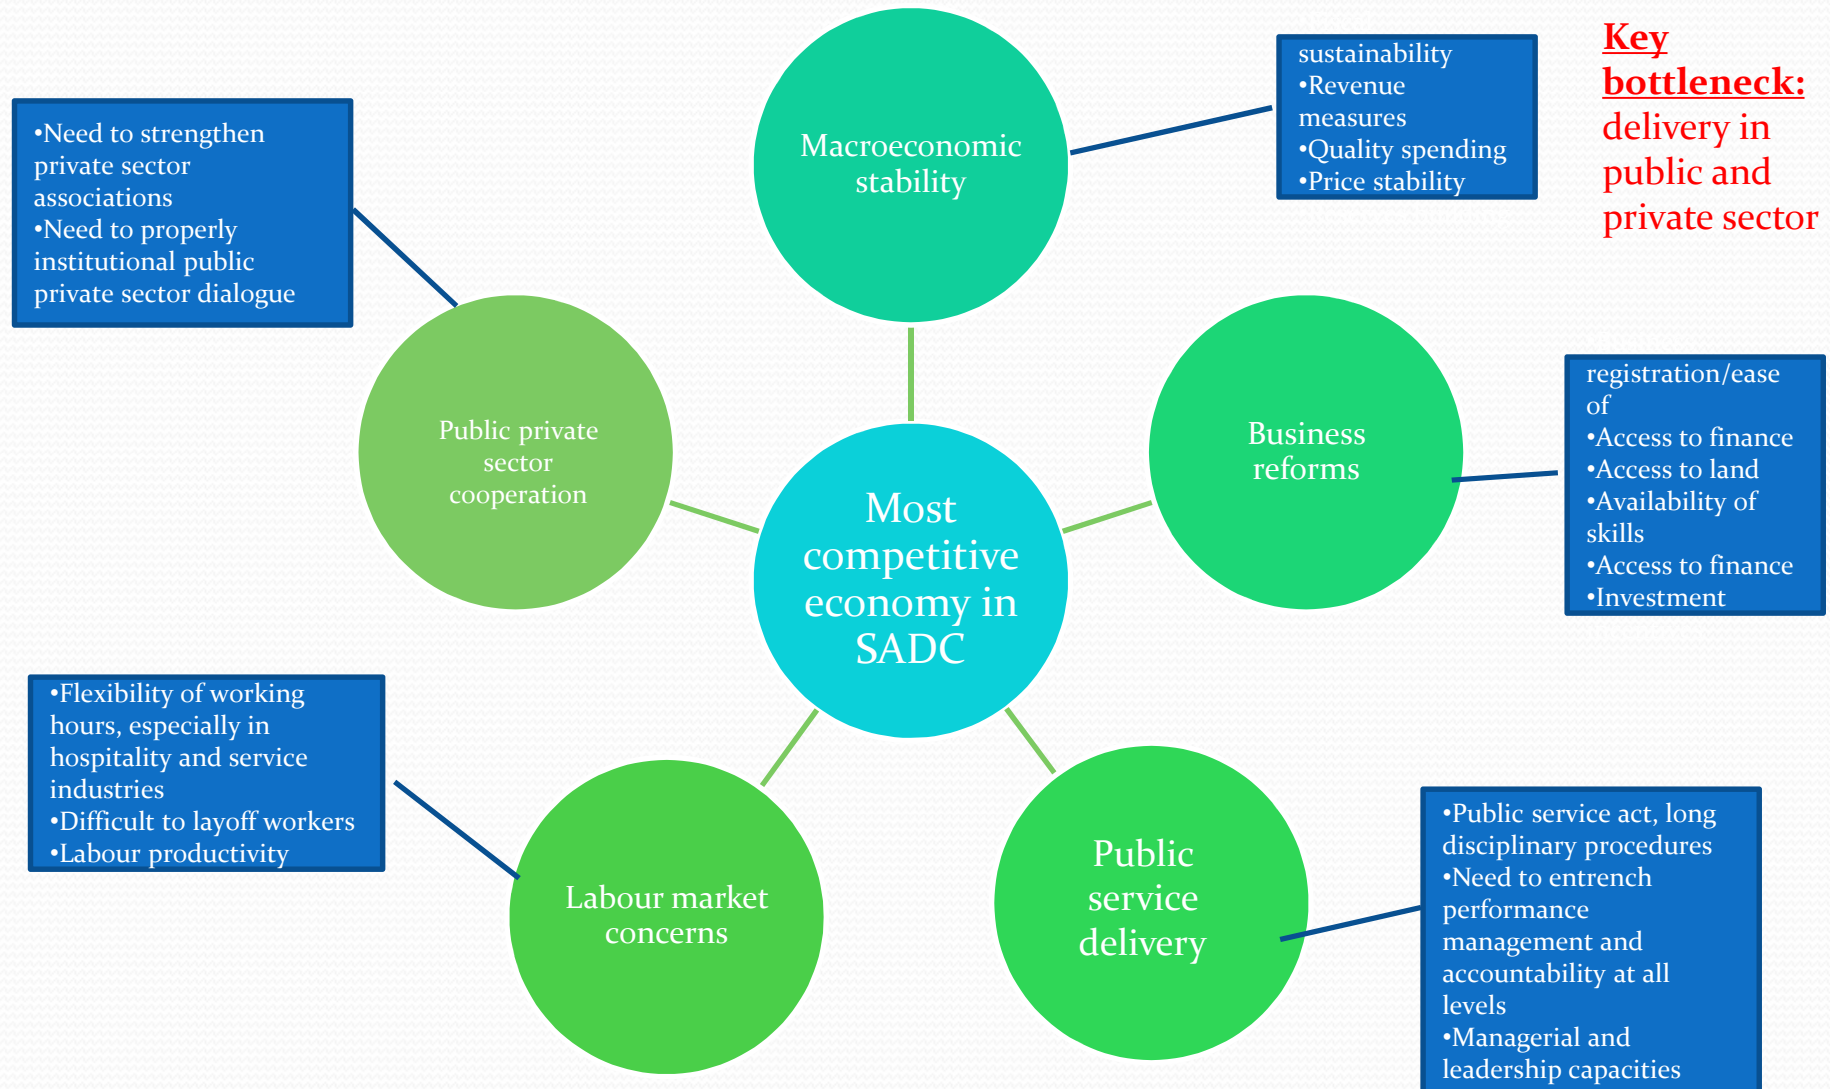 Key
bottleneck:
delivery in
public and
private sector
Macroeconomic
stability
sustainability
•Revenue
measures
•Quality spending
•Price stability
•Need to strengthen
private sector
associations
•Need to properly
institutional public
private sector dialogue
Public private
sector
cooperation
Business
reforms
registration/ease
of
•Access to finance
•Access to land
•Availability of
skills
•Access to finance
•Investment
Most
competitive
economy in
SADC
•Flexibility of working
hours, especially in
hospitality and service
industries
•Difficult to layoff workers
•Labour productivity
Labour market
concerns
Public
service
delivery
•Public service act, long
disciplinary procedures
•Need to entrench
performance
management and
accountability at all
levels
•Managerial and
leadership capacities